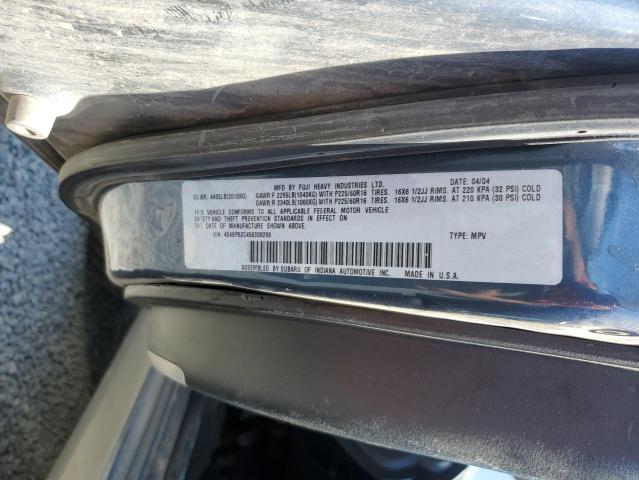 MFD BY FUJI HEAVY INDUSTRIES LTD. 04/04
GVWR: 4435LB(2010KG) GAWR:F 2295LB(1040KG) WITH P225/60R16 TIRES. 16X6 1/2JJ RIMS. AT 220 KPA (32 PSI) COLD
GAWR:R 2340LB(1060KG) WITH P225/60R16 TIRES. 16X6 1/2JJ RIMS. AT 210 KPA (30 PSI) COLD
THIS VEHICLE CONFORMS TO ALL APPLICABLE FEDERAL MOTOR VEHICLE
SAFETY AND THEFT PREVENTION STANDARDS IN EFFECT ON
THE DATE OF MANUFACTURE SHOWN ABOVE.
VIN: TYPE: MPV
ASSEMBLED BY SUBARU OF INDIANA AUTOMOTIVE INC. MADE IN U.S.A.